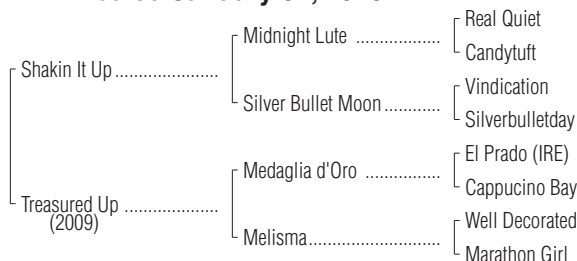 Real Quiet
Midnight Lute ..................
Candytuft
Shakin It Up ......................
Vindication
Silver Bullet Moon ............
Silverbulletday
El Prado (IRE)
Medaglia d'Oro ................
Cappucino Bay
Treasured Up ....................
(2009)
Well Decorated
Melisma............................
Marathon Girl